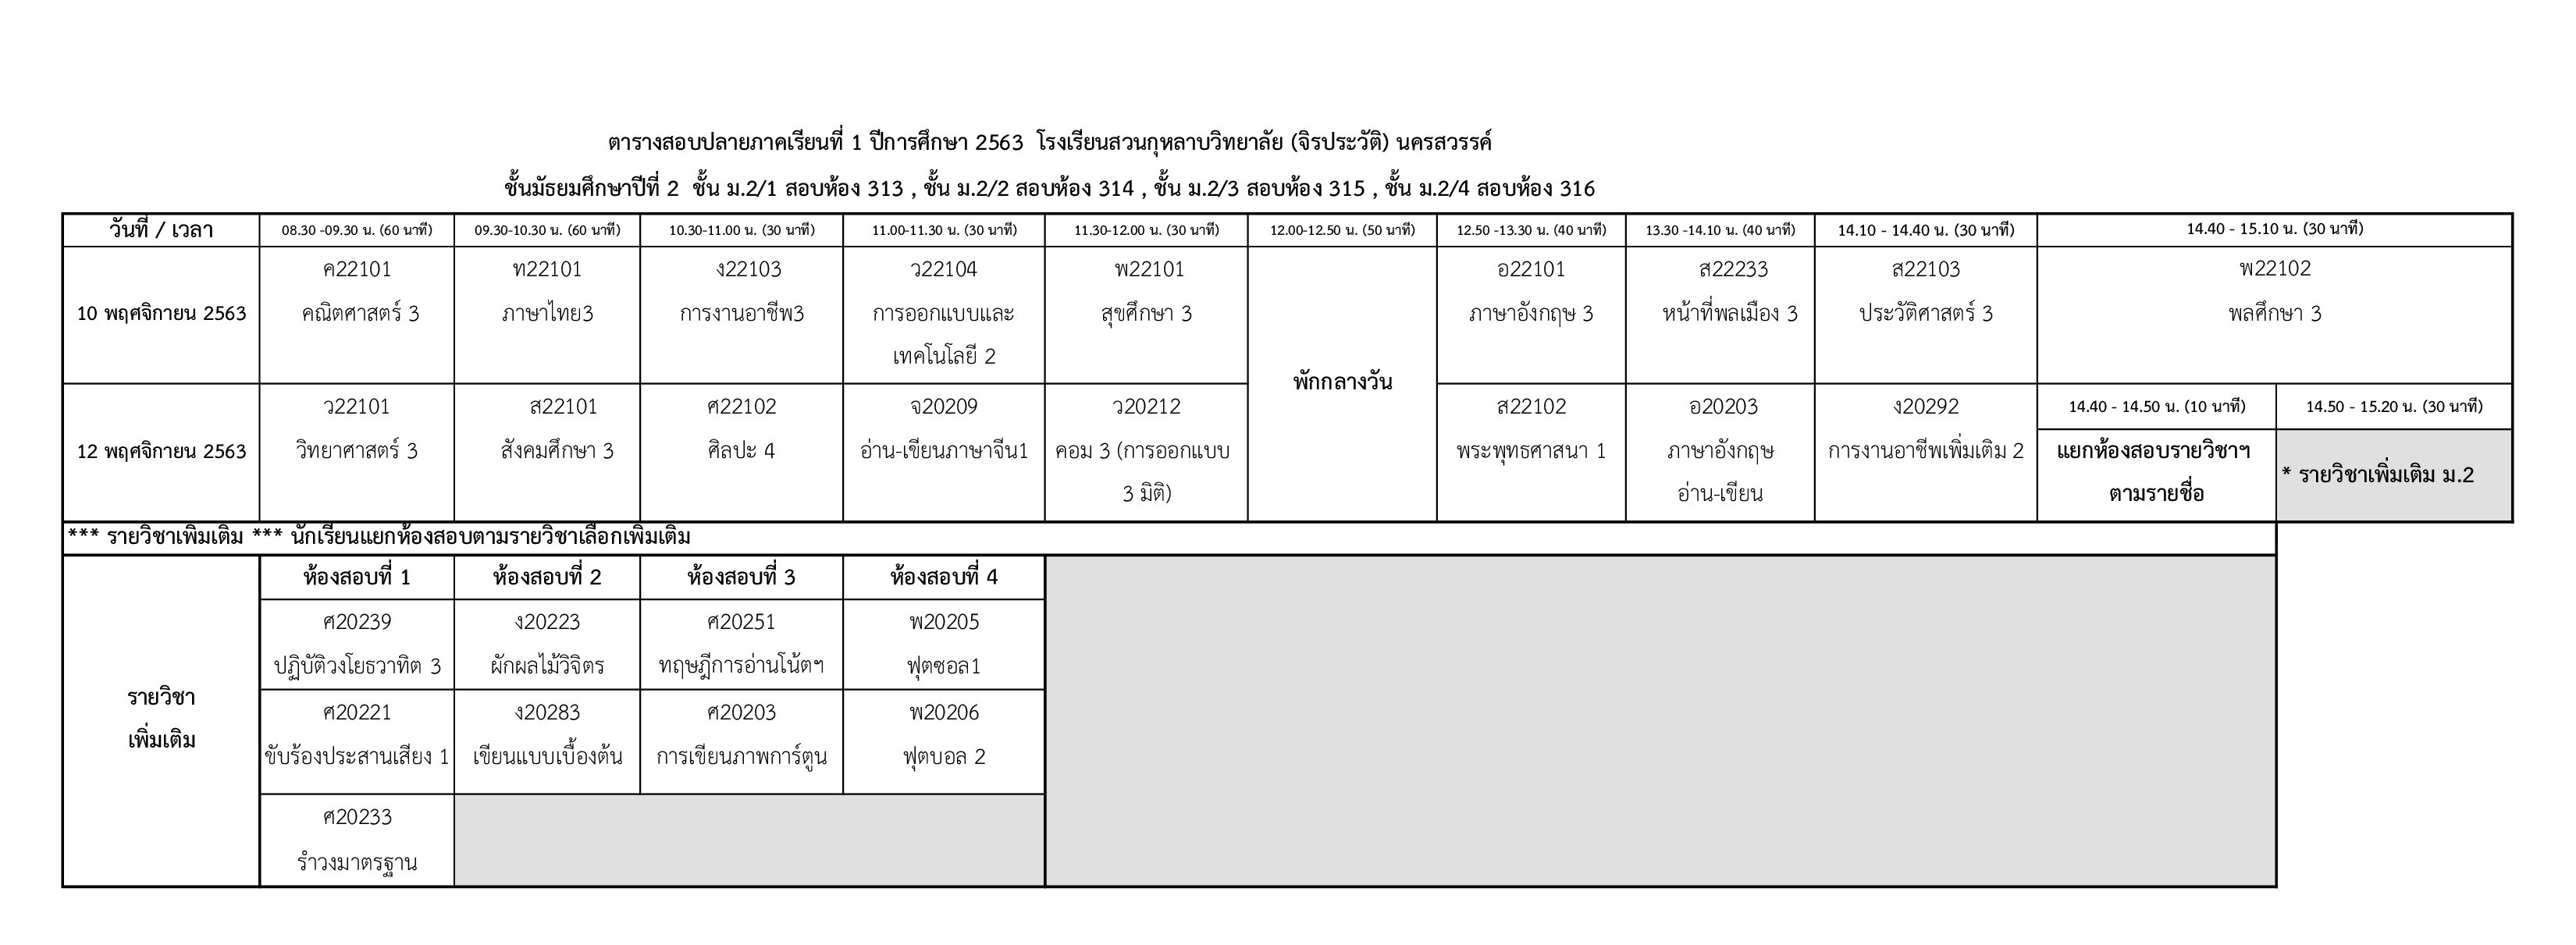 ตารางสอบปลายภาคเรียนที่ 1 ปีการศึกษา 2563 โรงเรียนสวนกุหลาบวิทยาลัย (จิรประวัติ) นครสวรรค์
ชั้นมัธยมศึกษาปีที่ 2 ชั้น ม.2/1 สอบห้อง 313 , ชั้น ม.2/2 สอบห้อง 314 , ชั้น ม.2/3 สอบห้อง 315 , ชั้น ม.2/4 สอบห้อง 316
วันที่ / เวลา 08.30 -09.30 น. (60 นาที) 09.30-10.30 น. (60 นาที) 10.30-11.00 น. (30 นาที) 11.00-11.30 น. (30 นาที) 11.30-12.00 น. (30 นาที) 12.00-12.50 น. (50 นาที) 12.50 -13.30 น. (40 นาที) 13.30 -14.10 น. (40 นาที) 14.10 - 14.40 น. (30 นาที) 14.40 - 15.10 น. (30 นาที)
ค22101 ท22101 ง22103 ว22104 พ22101 อ22101 ส22233 ส22103 พ22102
10 พฤศจิกายน 2563 คณิตศาสตร์ 3 ภาษาไทย3 การงานอาชีพ3 การออกแบบและ สุขศึกษา 3 ภาษาอังกฤษ 3 หน้าที่พลเมือง 3 ประวัติศาสตร์ 3 พลศึกษา 3
เทคโนโลยี 2
พักกลางวัน
ว22101 ส22101 ศ22102 จ20209 ว20212 ส22102 อ20203 ง20292 14.40 - 14.50 น. (10 นาที) 14.50 - 15.20 น. (30 นาที)
12 พฤศจิกายน 2563 วิทยาศาสตร์ 3 สังคมศึกษา 3 ศิลปะ 4 อ่าน-เขียนภาษาจีน1 คอม 3 (การออกแบบ พระพุทธศาสนา 1 ภาษาอังกฤษ การงานอาชีพเพิ่มเติม 2 แยกห้องสอบรายวิชาฯ
* รายวิชาเพิ่มเติม ม.2
3 มิติ) อ่าน-เขียน ตามรายชื่อ
*** รายวิชาเพิ่มเติม *** นักเรียนแยกห้องสอบตามรายวิชาเลือกเพิ่มเติม
ห้องสอบที่ 1 ห้องสอบที่ 2 ห้องสอบที่ 3 ห้องสอบที่ 4
ศ20239 ง20223 ศ20251 พ20205
ปฏิบัติวงโยธวาทิต 3 ผักผลไม้วิจิตร ทฤษฎีการอ่านโน้ตฯ ฟุตซอล1
รายวิชา
ศ20221 ง20283 ศ20203 พ20206
เพิ่มเติม
ขับร้องประสานเสียง 1 เขียนแบบเบื้องต้น การเขียนภาพการ์ตูน ฟุตบอล 2
ศ20233
รำวงมาตรฐาน